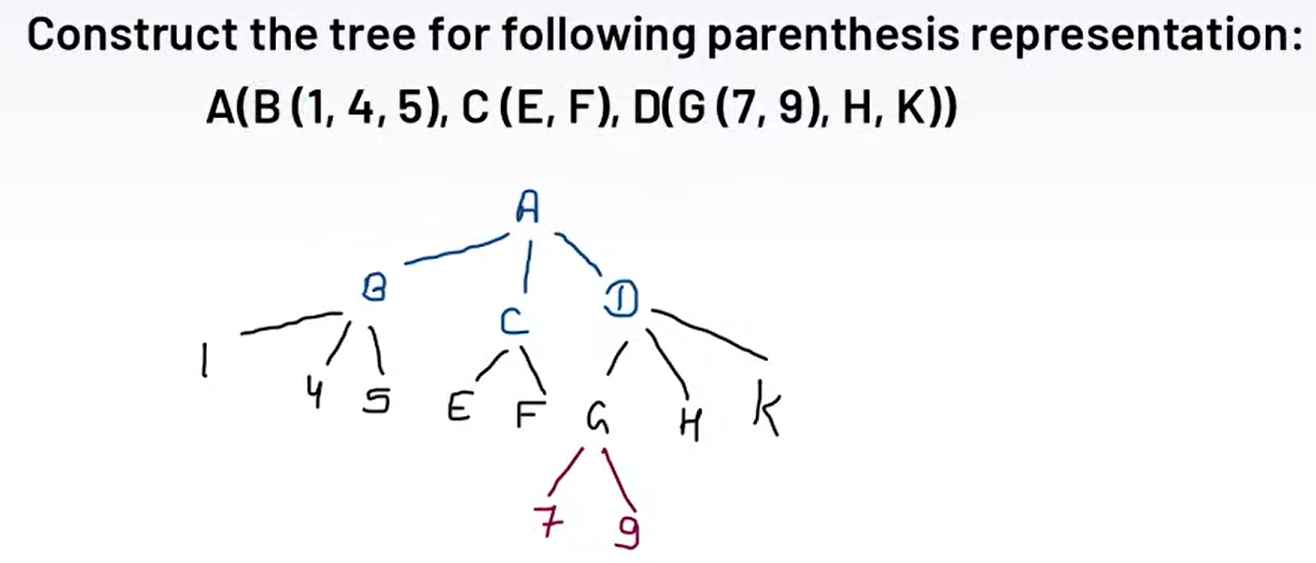 Construct the tree for following parenthesis representation:
A(B (1, 4, 5), C (E, F), D(G (7, 9), H, K))
A
B C D
1 4 5 E F G H K
7 9